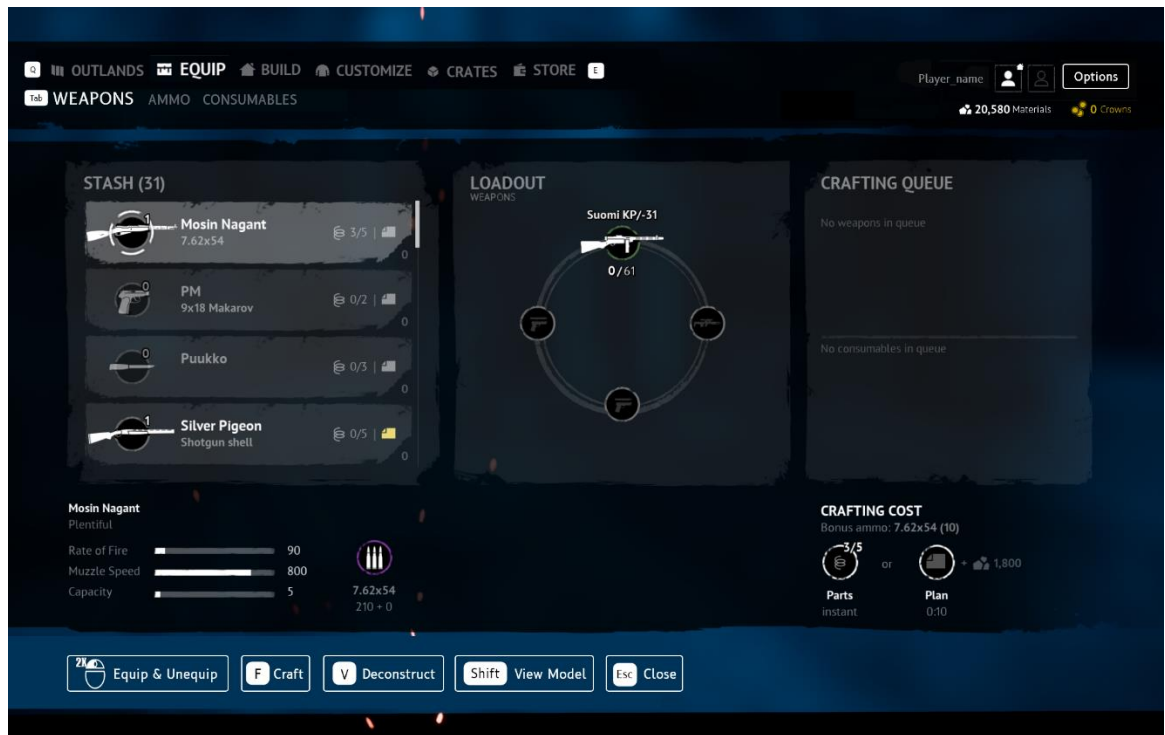 Q OUTLANDS EQUIP BUILD CUSTOMIZE CRATES STORE E
Player_name Options
Tab WEAPONS AMMO CONSUMABLES
20,580 Materials 0 Crowns
STASH (31)
1
Mosin Nagant
7.62x54
3/5 |
0
0
PM
9x18 Makarov
0/2 |
0
0
Puukko
0/3 |
0
1
Silver Pigeon
Shotgun shell
0/5 |
0
LOADOUT
WEAPONS
Suomi KP/-31
0/61
CRAFTING QUEUE
No weapons in queue
No consumables in queue
Mosin Nagant
Plentiful
Rate of Fire 90
Muzzle Speed 800
Capacity 5
7.62x54
210 + 0
CRAFTING COST
Bonus ammo: 7.62x54 (10)
3/5
or + 1,800
Parts Plan
instant 0:10
2X Equip & Unequip F Craft V Deconstruct Shift View Model Esc Close